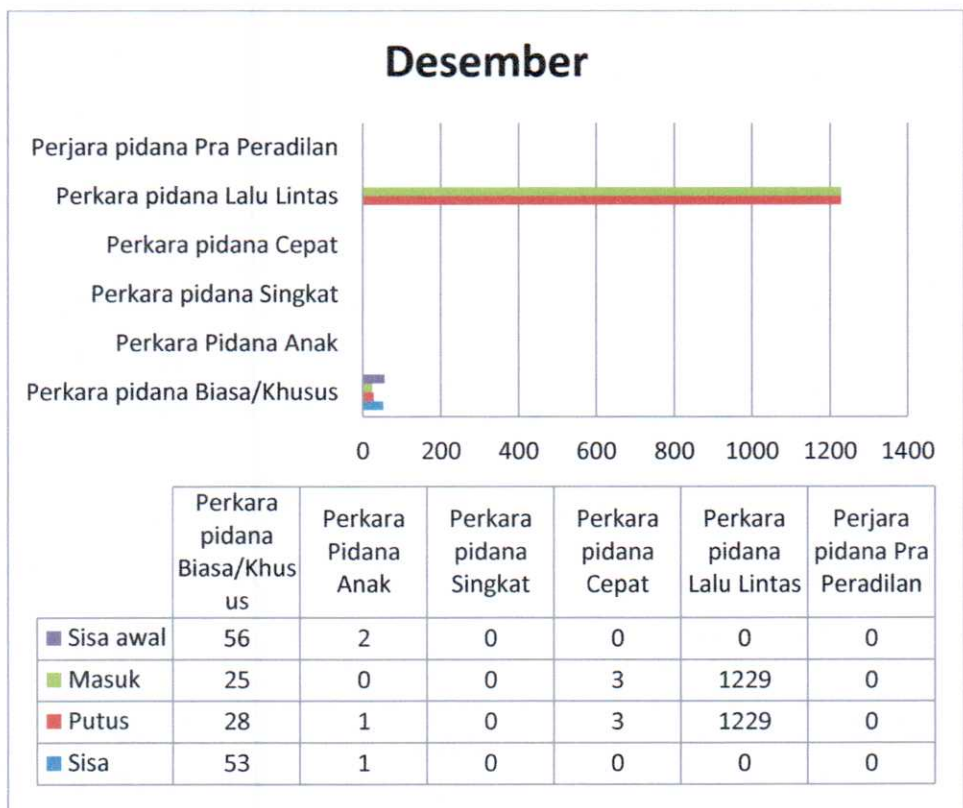 Desember
Perjara pidana Pra Peradilan
Perkara pidana Lalu Lintas
Perkara pidana Cepat
Perkara pidana Singkat
Perkara Pidana Anak
Perkara pidana Biasa/Khusus
0 200 400 600 800 1000 1200 1400
Perkara pidana Biasa/Khus us
Perkara Pidana Anak
Perkara pidana Singkat
Perkara pidana Cepat
Perkara pidana Lalu Lintas
Perjara pidana Pra Peradilan
Sisa awal 56 2 0 0 0 0
Masuk 25 0 0 3 1229 0
Putus 28 1 0 3 1229 0
Sisa 53 1 0 0 0 0